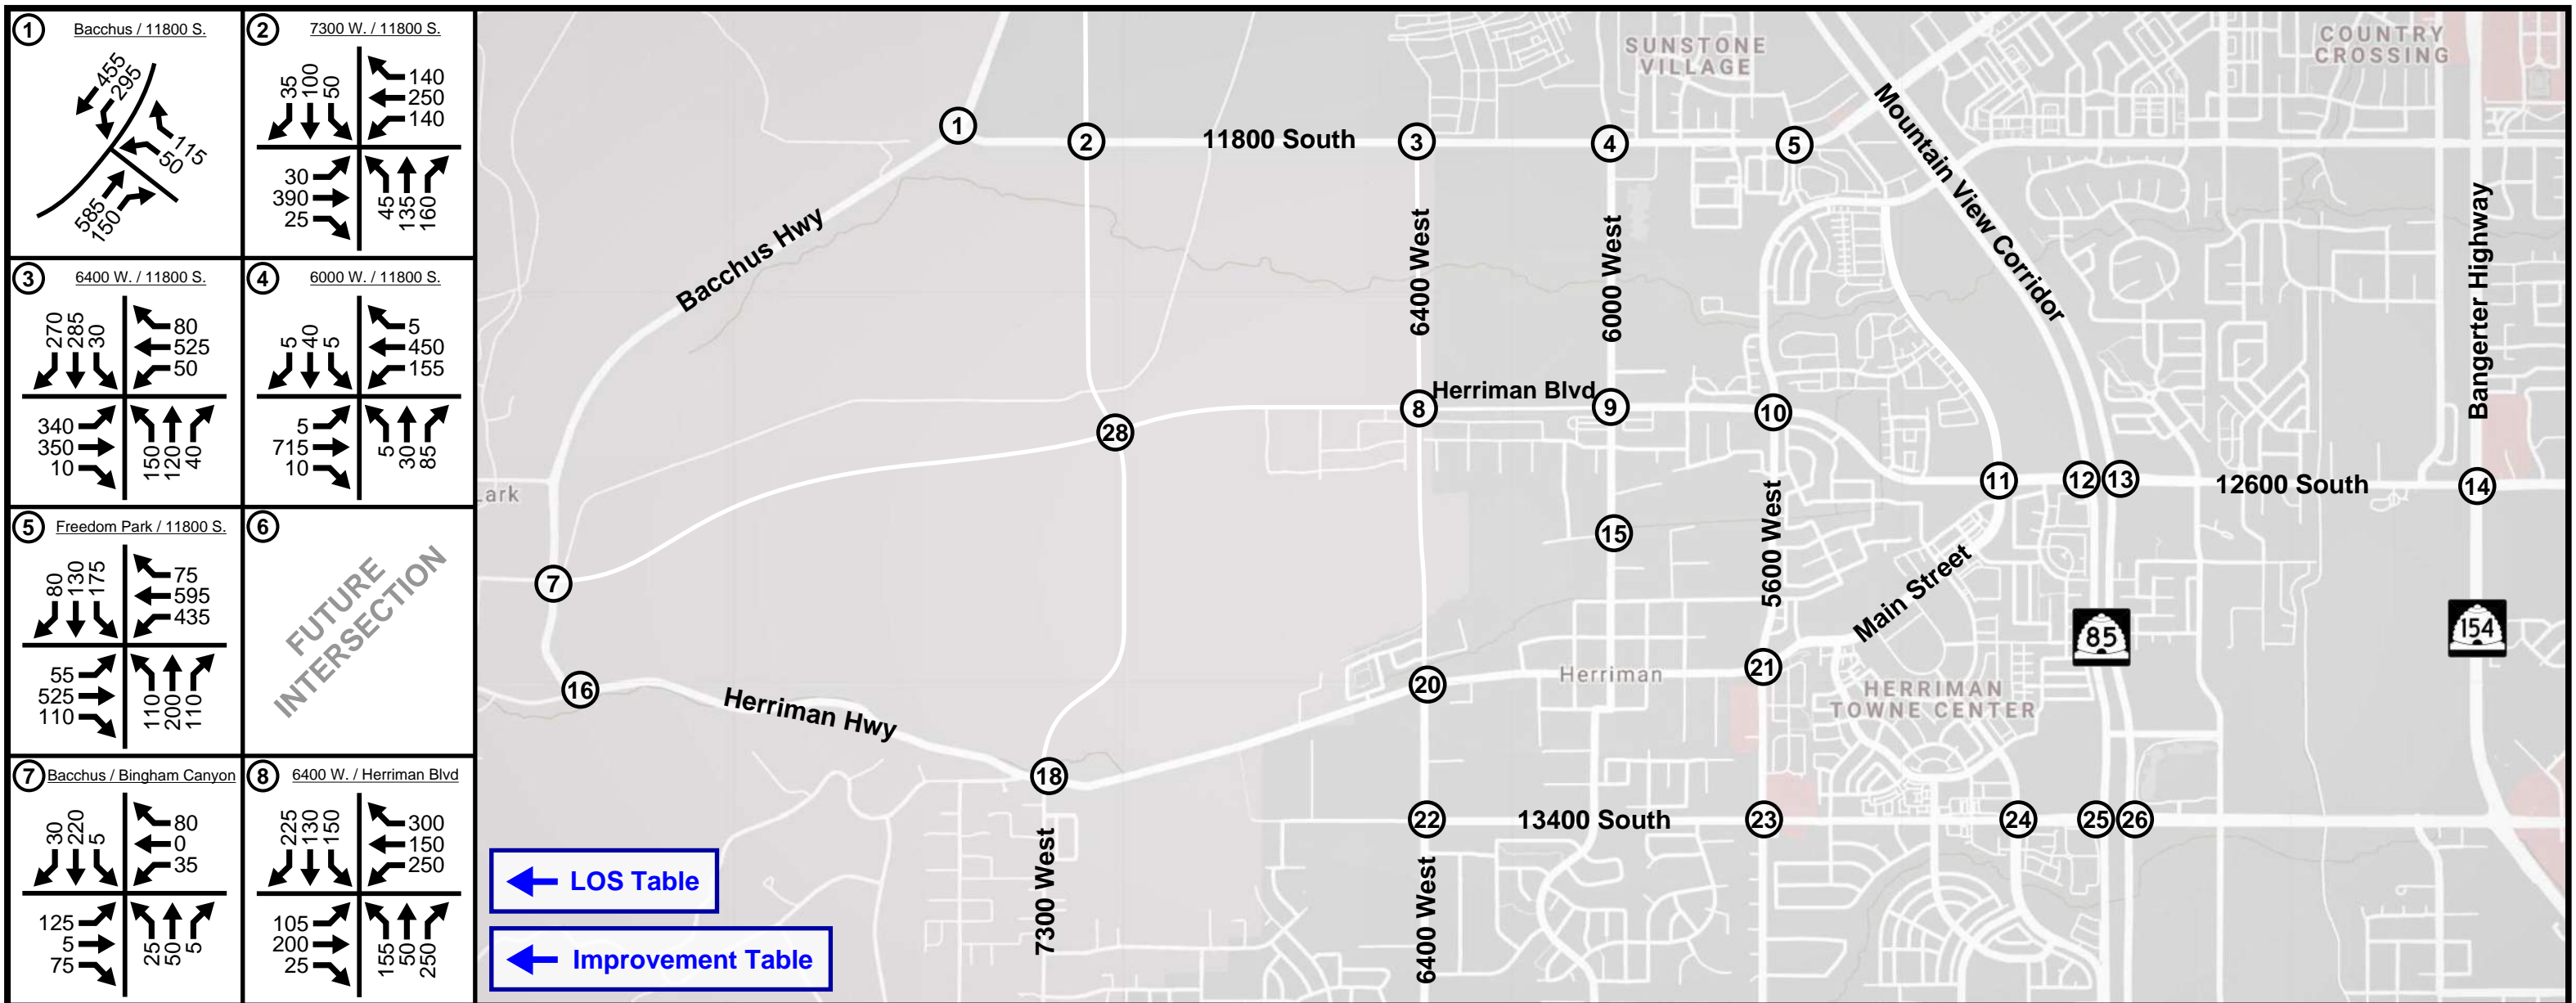 1 Bacchus / 11800 S.
455
295
115
50
585
150
2 7300 W. / 11800 S.
35 100 50
140
250
140
30
390
25
45 135 160
3 6400 W. / 11800 S.
270 285 30
80
525
50
340
350
10
150 120 40
4 6000 W. / 11800 S.
5 40 5
5
450
155
5
715
10
5 30 85
5 Freedom Park / 11800 S.
80 130 175
75
595
435
55
525
110
110 200 110
6
FUTURE
INTERSECTION
7 Bacchus / Bingham Canyon
30 220 5
80
0
35
125
5
75
25 50 5
8 6400 W. / Herriman Blvd
225 130 150
300
150
250
105
200
25
155 50 250
SUNSTONE
VILLAGE
COUNTRY
CROSSING
1
2
11800 South
3
4
5
Mountain View Corridor
Bacchus Hwy
6400 West
6000 West
Bangerter Highway
28
8
Herriman Blvd
9
10
Lark
11
12
13
12600 South
14
7
15
5600 West
Main Street
85
154
16
Herriman Hwy
20
Herriman
21
HERRIMAN
TOWNE CENTER
18
22
13400 South
23
24
25
26
7300 West
6400 West
LOS Table
Improvement Table